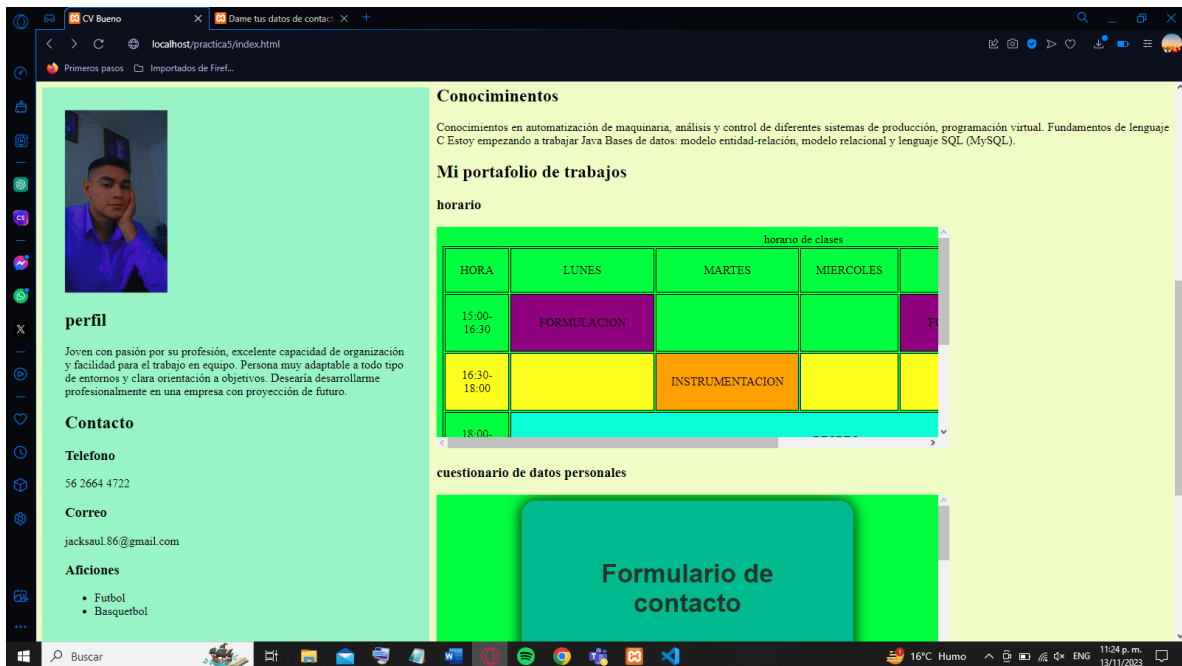 CV Bueno
Dame tus datos de contact
localhost/practica5/index.html
Primeros pasos
Importados de Firef...
perfil
Joven con pasión por su profesión, excelente capacidad de organización
y facilidad para el trabajo en equipo. Persona muy adaptable a todo tipo
de entornos y clara orientación a objetivos. Desearía desarrollarme
profesionalmente en una empresa con proyección de futuro.
Contacto
Telefono
56 2664 4722
Correo
jacksaul.86@gmail.com
Aficiones
Futbol
Basquetbol
Conociminentos
Conocimientos en automatización de maquinaria, análisis y control de diferentes sistemas de producción, programación virtual. Fundamentos de lenguaje
C Estoy empezando a trabajar Java Bases de datos: modelo entidad-relación, modelo relacional y lenguaje SQL (MySQL).
Mi portafolio de trabajos
horario
horario de clases
HORA LUNES MARTES MIERCOLES
15:00-
16:30
FORMULACION
16:30-
18:00
INSTRUMENTACION
18:00-
cuestionario de datos personales
Formulario de
contacto
Buscar
16°C Humo
ENG
11:24 p. m.
13/11/2023